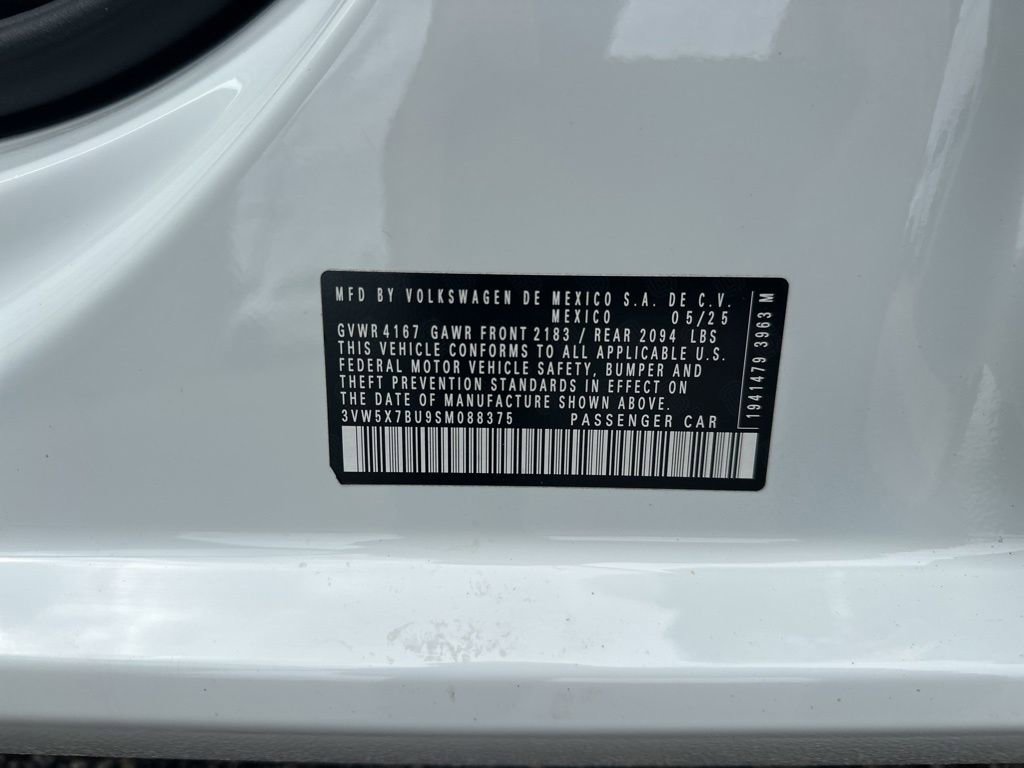 MFD BY VOLKSWAGEN DE MEXICO S.A. DE C.V.
MEXICO 05/25
GVWR 4167 GAWR FRONT 2183 / REAR 2094 LBS
THIS VEHICLE CONFORMS TO ALL APPLICABLE U.S.
FEDERAL MOTOR VEHICLE SAFETY, BUMPER AND
THEFT PREVENTION STANDARDS IN EFFECT ON
THE DATE OF MANUFACTURE SHOWN ABOVE.
3VW5X7BU9SM088375 PASSENGER CAR
1941479 3963 M